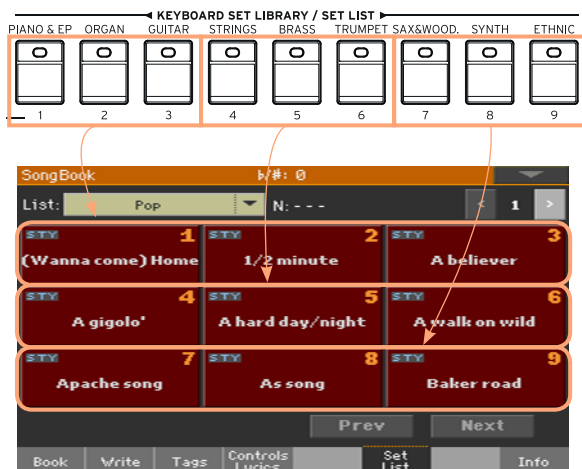 KEYBOARD SET LIBRARY / SET LIST
PIANO & EP ORGAN GUITAR STRINGS BRASS TRUMPET SAX&WOOD. SYNTH ETHNIC
1 2 3 4 5 6 7 8 9
SongBook ♭/#: 0
List: Pop N:--- < 1 >
STY 1 STY 2 STY 3
(Wanna come) Home 1/2 minute A believer
STY 4 STY 5 STY 6
A gigolo' A hard day/night A walk on wild
STY 7 STY 8 STY 9
Apache song As song Baker road
Prev Next
Book Write Tags Controls Lyrics Set List Info